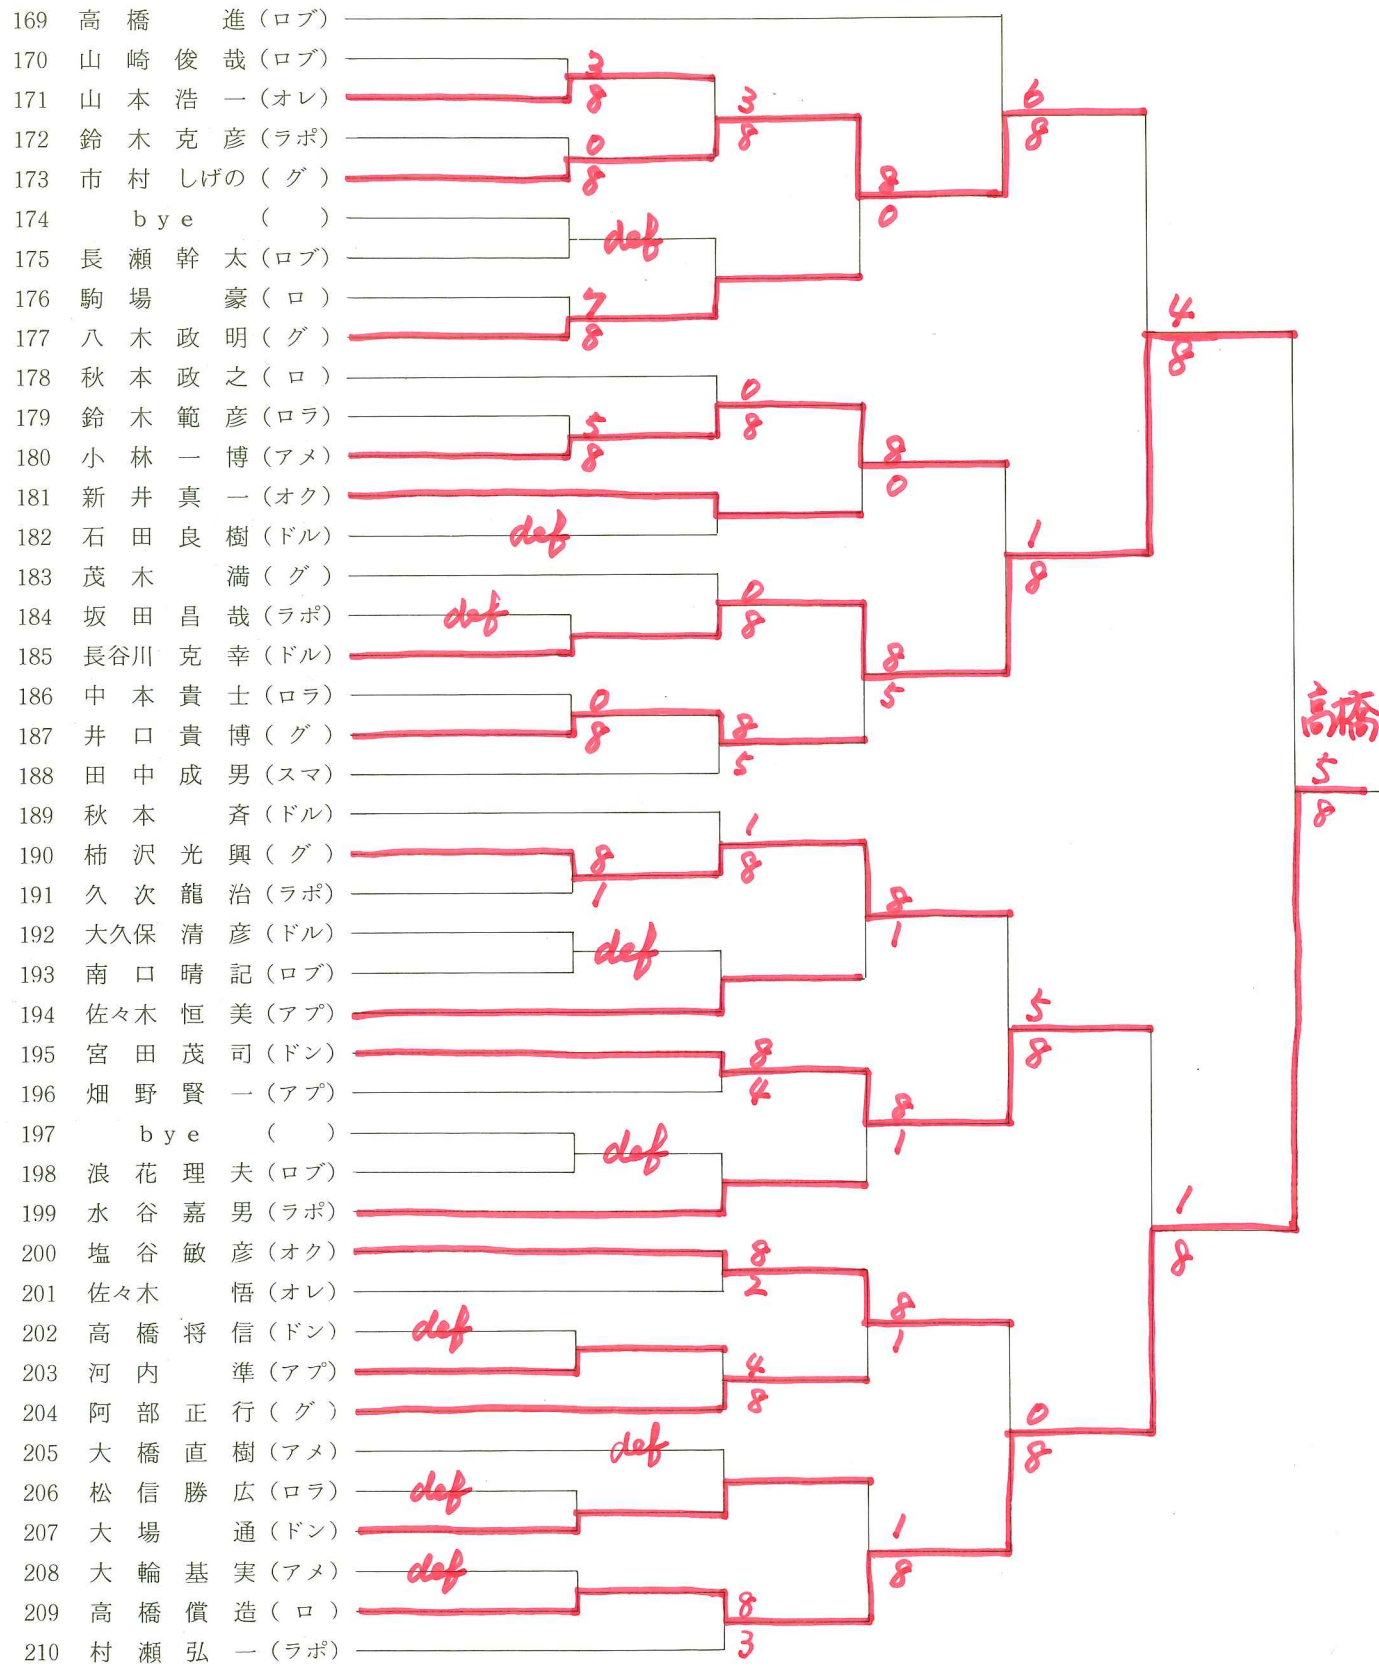 169 高橋 進 (ロブ)
170 山崎俊哉 (ロブ)
3
171 山本浩一 (オレ)
8
3
6
172 鈴木克彦 (ラポ)
0
8
8
173 市村 しげの (グ)
8
8
174 bye ( )
0
def
175 長瀬幹太 (ロブ)
176 駒場 豪 (ロ)
7
4
177 八木政明 (グ)
8
8
178 秋本政之 (ロ)
0
179 鈴木範彦 (ロラ)
5
8
180 小林一博 (アメ)
8
8
181 新井真一 (オク)
0
182 石田良樹 (ドル)
def
1
183 茂木 満 (グ)
8
0
184 坂田昌哉 (ラポ)
def
8
185 長谷川克幸 (ドル)
8
186 中本貴士 (ロラ)
0
5
187 井口貴博 (グ)
8
8
高橋
188 田中成男 (スマ)
5
5
189 秋本 斉 (ドル)
1
8
190 柿沢光興 (グ)
8
8
191 久次龍治 (ラポ)
1
8
192 大久保清彦 (ドル)
1
def
193 南口晴記 (ロブ)
194 佐々木恒美 (アプ)
5
195 宮田茂司 (ドン)
8
8
196 畑野賢一 (アプ)
4
8
197 bye ( )
1
def
198 浪花理夫 (ロブ)
199 水谷嘉男 (ラポ)
1
200 塩谷敏彦 (オク)
8
8
201 佐々木 悟 (オレ)
2
8
202 高橋将信 (ドン)
def
1
203 河内 準 (アプ)
4
204 阿部正行 (グ)
8
0
205 大橋直樹 (アメ)
def
8
206 松信勝広 (ロラ)
def
207 大場 通 (ドン)
1
208 大輪基実 (アメ)
def
8
209 高橋償造 (ロ)
8
210 村瀬弘一 (ラポ)
3